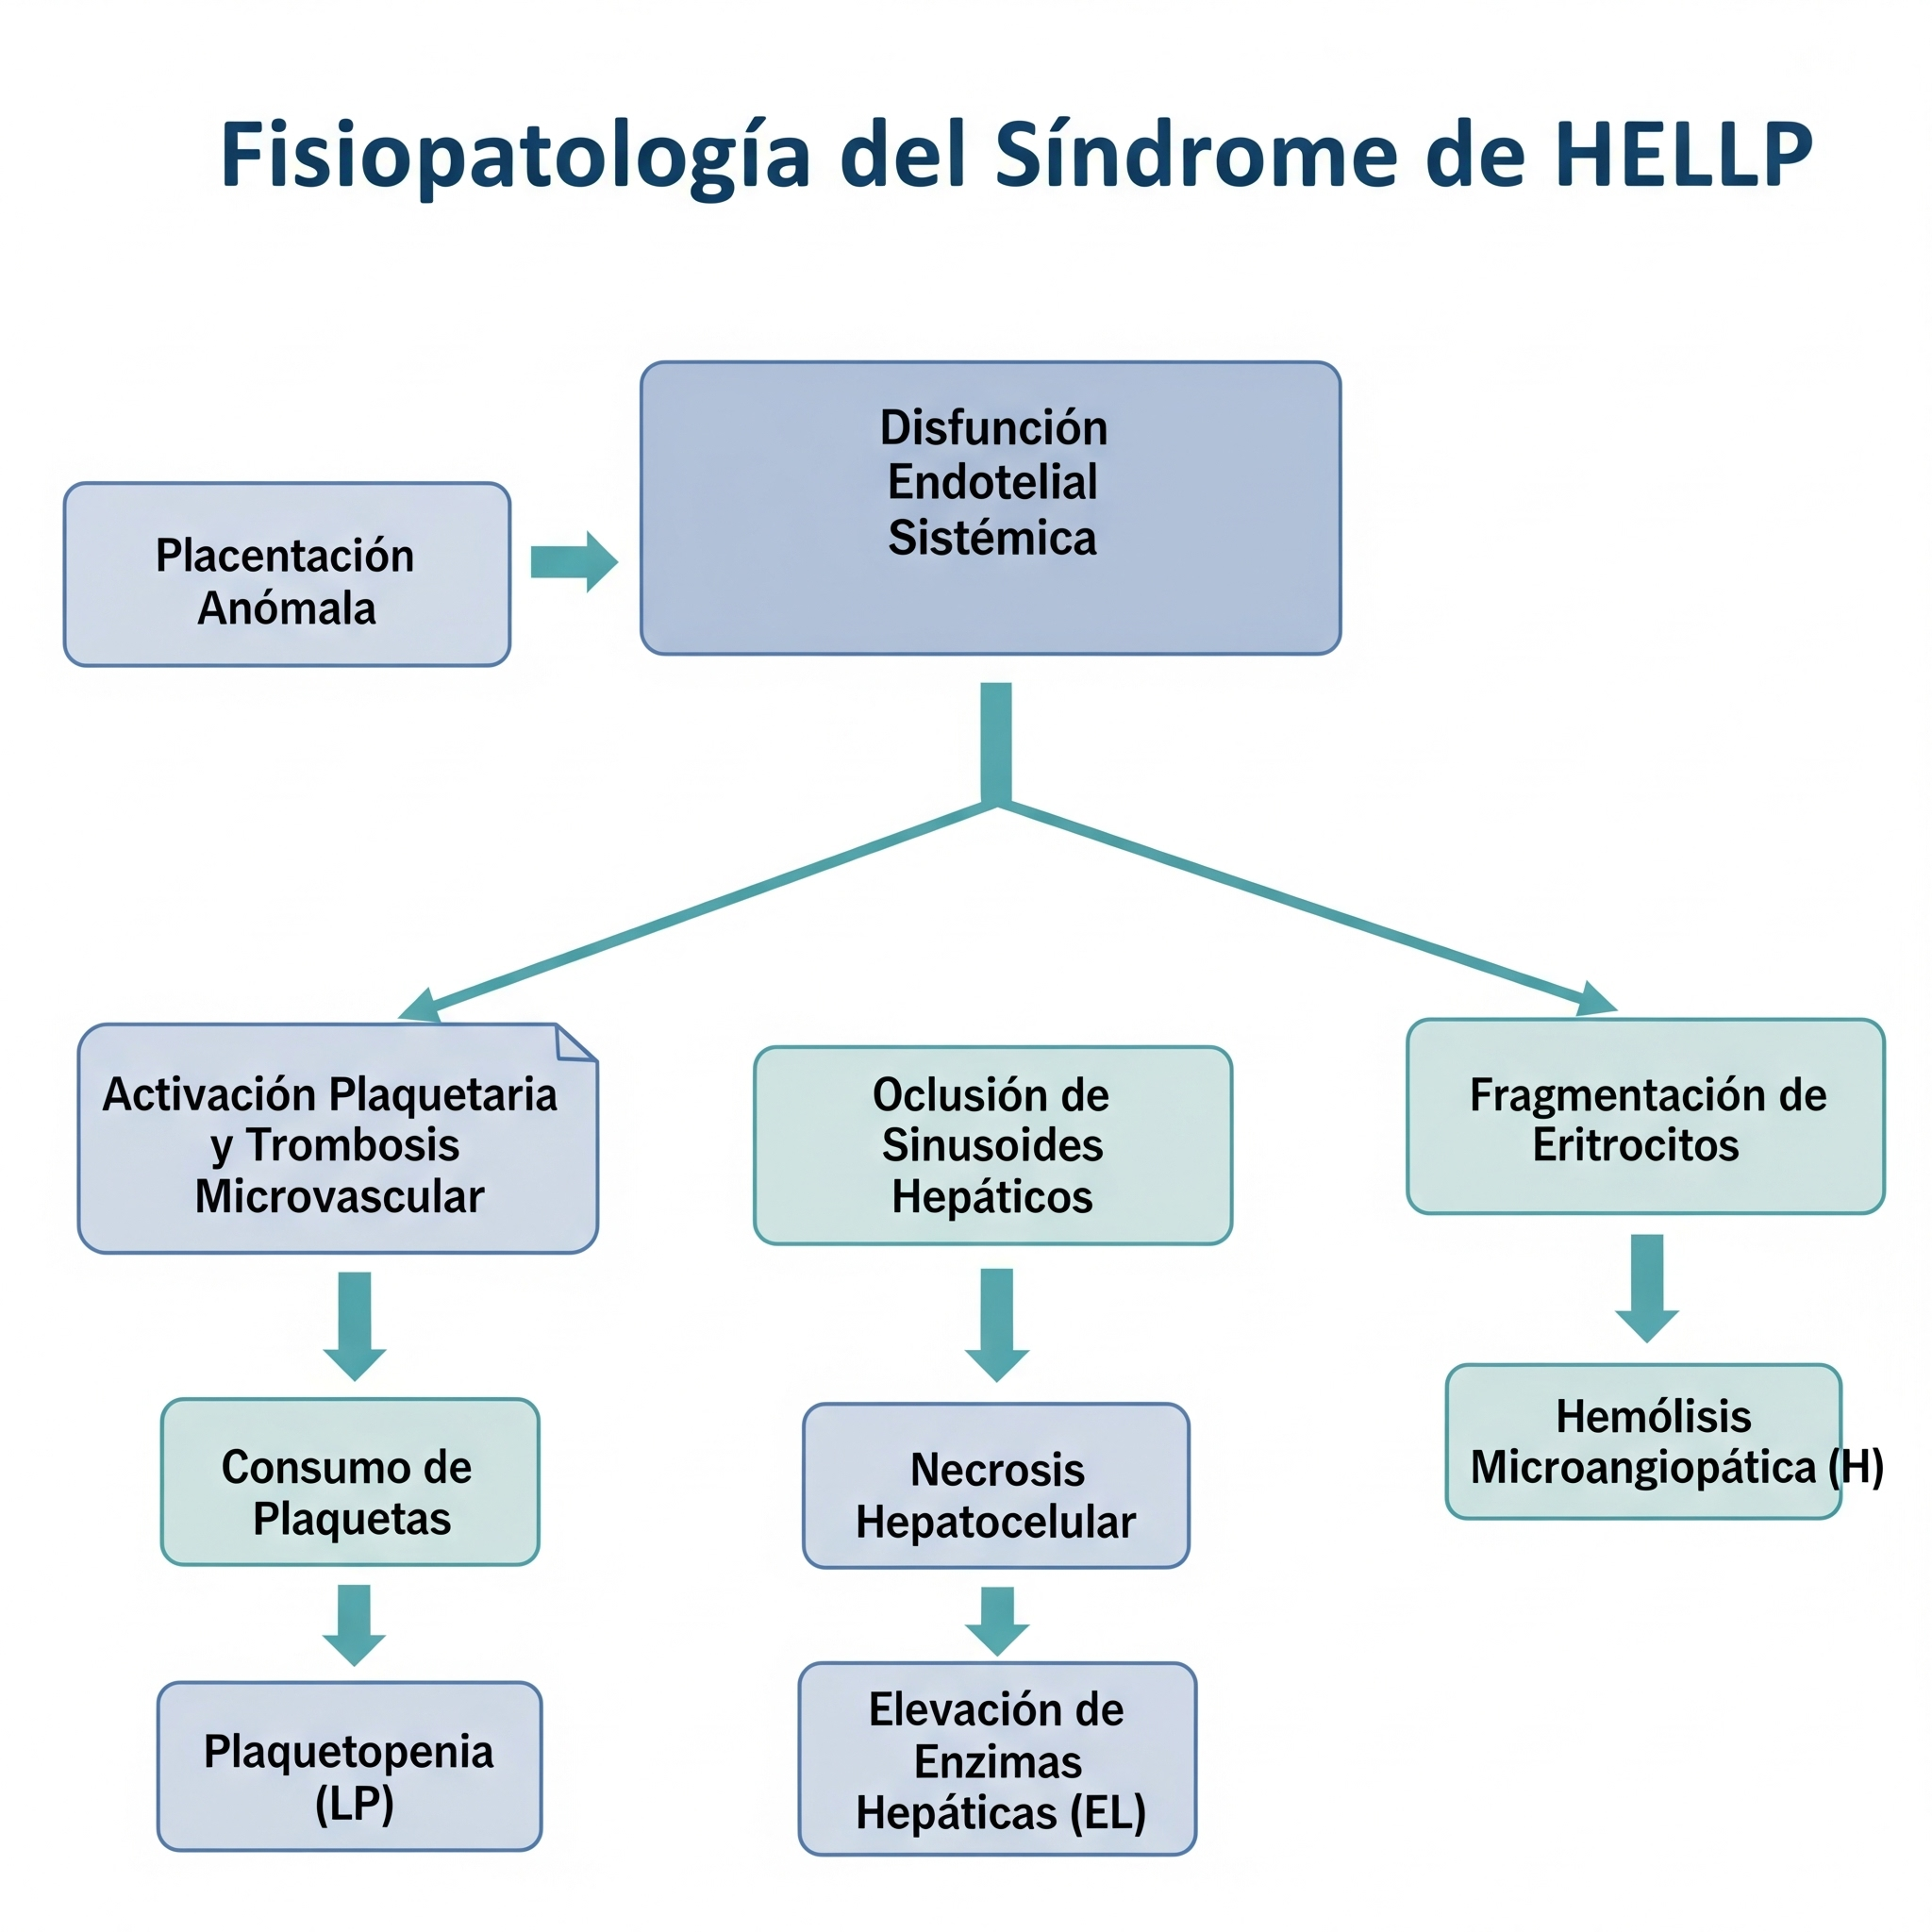 Fisiopatología del Síndrome de HELLP
Placentación
Anómala
Disfunción
Endotelial
Sistémica
Activación Plaquetaria
y Trombosis
Microvascular
Consumo de
Plaquetas
Plaquetopenia
(LP)
Oclusión de
Sinusoides
Hepáticos
Necrosis
Hepatocelular
Elevación de
Enzimas
Hepáticas (EL)
Fragmentación de
Eritrocitos
Hemólisis
Microangiopática (H)